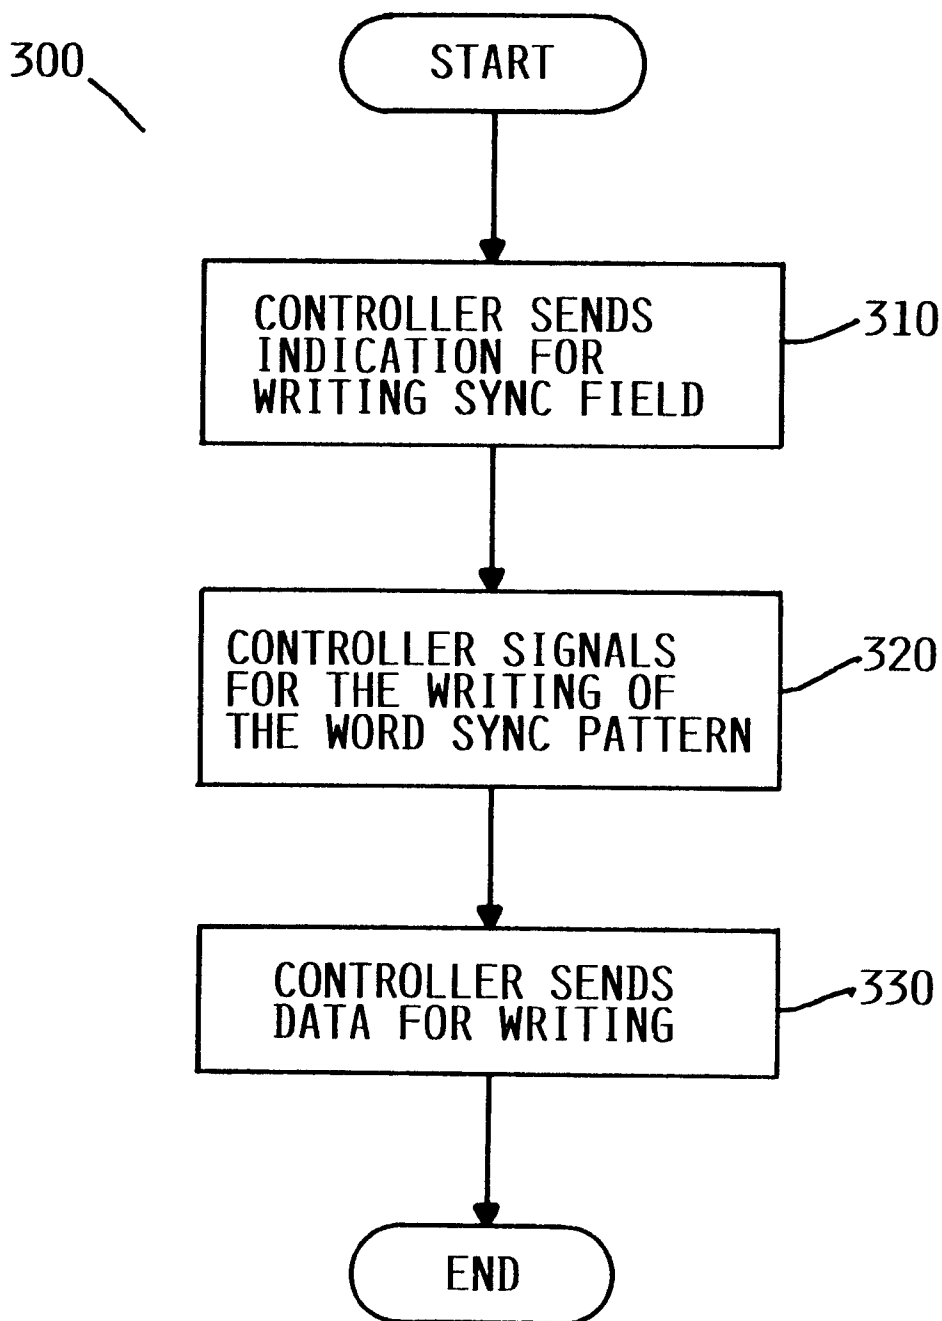 300
START
CONTROLLER SENDS
INDICATION FOR
WRITING SYNC FIELD
310
CONTROLLER SIGNALS
FOR THE WRITING OF
THE WORD SYNC PATTERN
320
CONTROLLER SENDS
DATA FOR WRITING
330
END